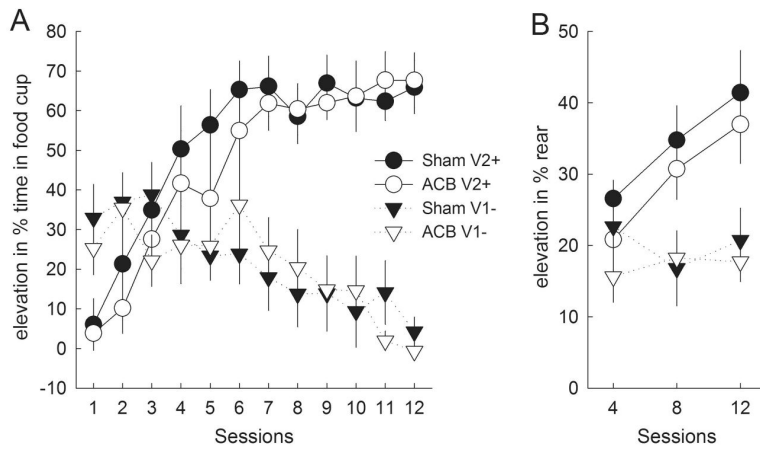 A
elevation in % time in food cup
80
70
60
50
40
30
20
10
0
-10
1 2 3 4 5 6 7 8 9 10 11 12
Sessions
Sham V2+
ACB V2+
Sham V1-
ACB V1-
B
elevation in % rear
50
40
30
20
10
0
4 8 12
Sessions